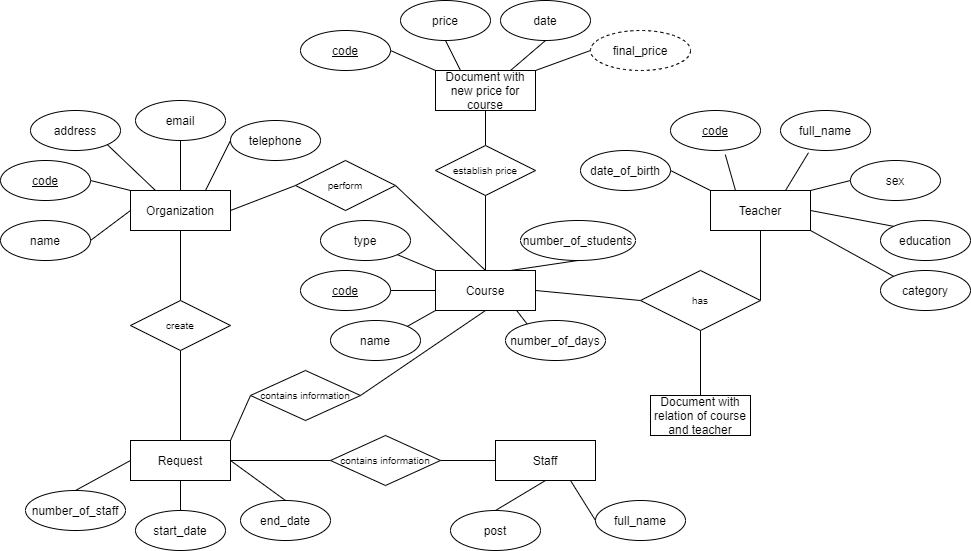 price
date
code
final_price
Document with
new price for
course
email
address
telephone
code
full_name
establish price
date_of_birth
code
perform
sex
Organization
Teacher
name
type
number_of_students
education
code
Course
has
category
create
name
number_of_days
contains information
Document with
relation of course
and teacher
Request
contains information
Staff
number_of_staff
start_date
end_date
post
full_name